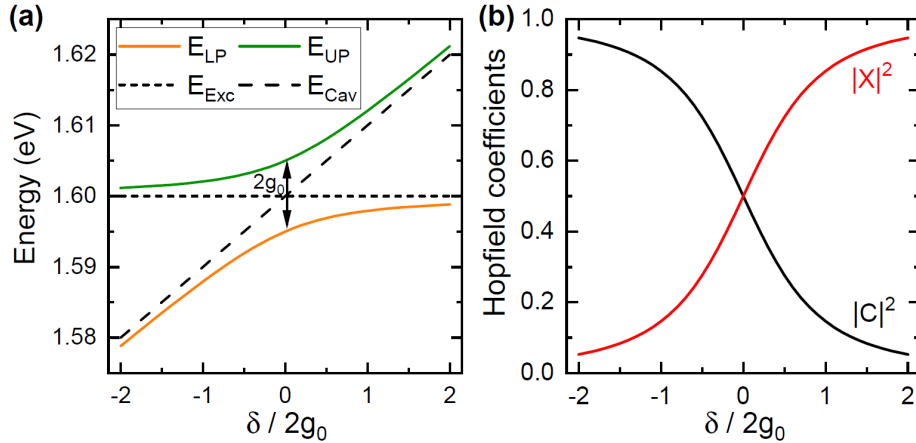 (a)
E_LP E_UP
E_Exc E_Cav
2g₀
1.62
1.61
1.60
1.59
1.58
Energy (eV)
-2 -1 0 1 2
δ / 2g₀
(b)
|X|²
|C|²
1.0
0.8
0.6
0.4
0.2
0.0
Hopfield coefficients
-2 -1 0 1 2
δ / 2g₀